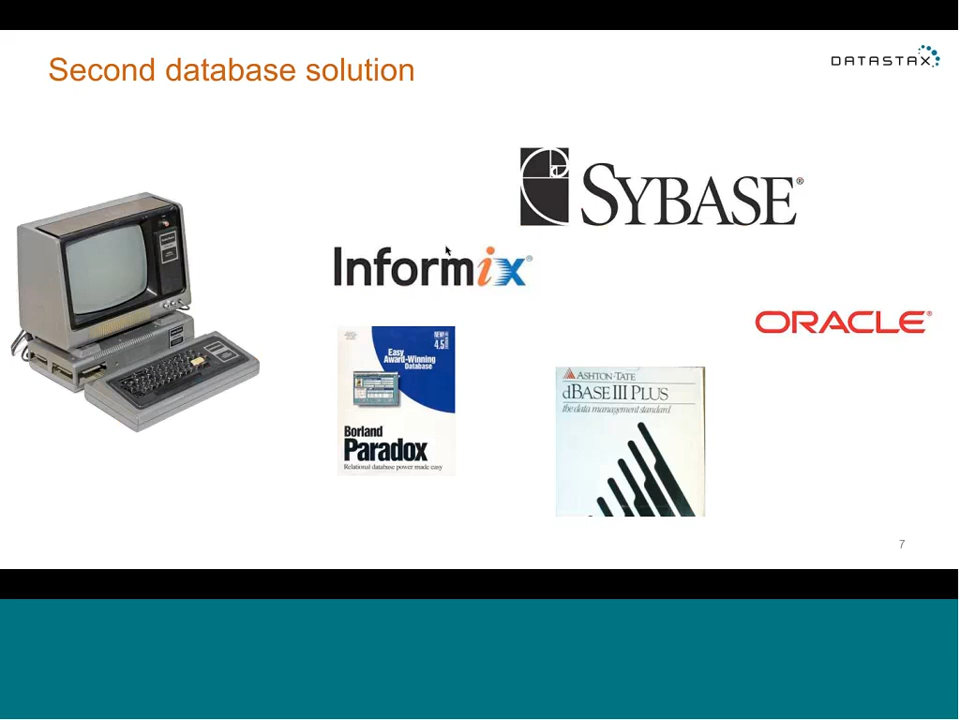 Second database solution
DATASTAX
SYBASE®
Informix®
ORACLE®
NEW!
4.5
Easy
Award-Winning
Database
Borland
Paradox
Relational database power made easy
ASHTON·TATE
dBASE III PLUS
the data management standard
7